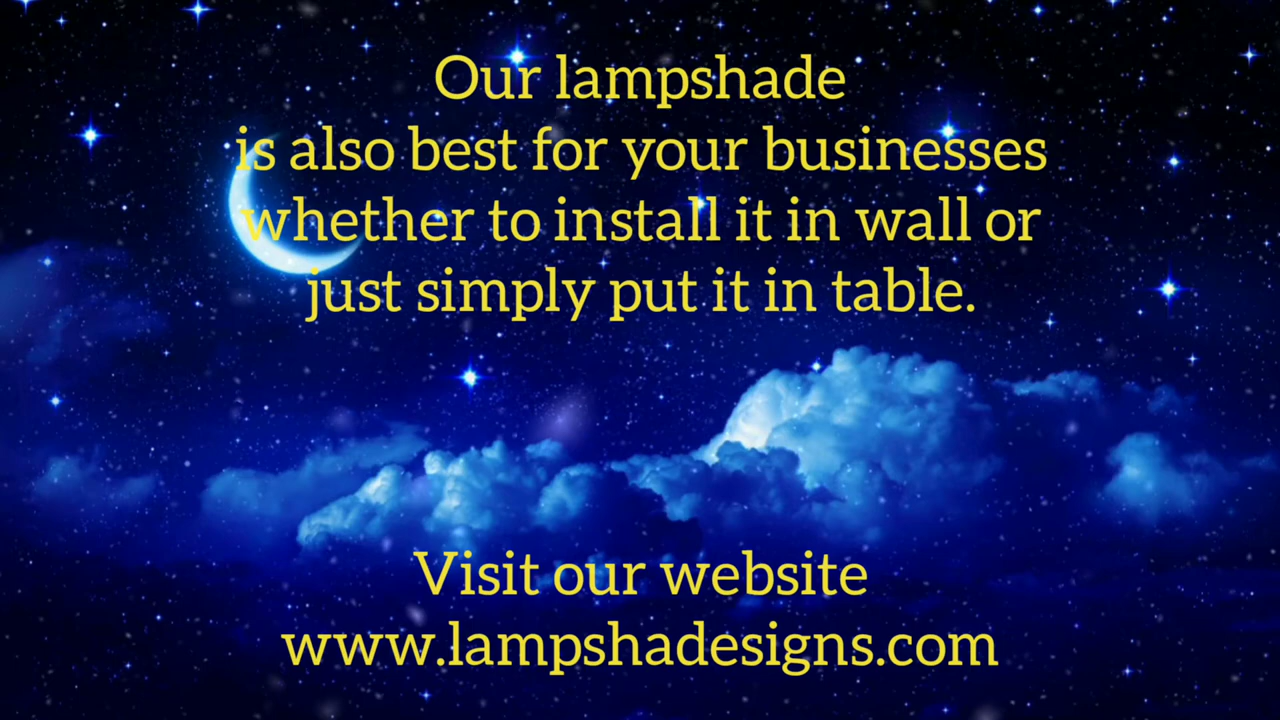 Our lampshade
is also best for your businesses
whether to install it in wall or
just simply put it in table.
Visit our website
www.lampshadesigns.com